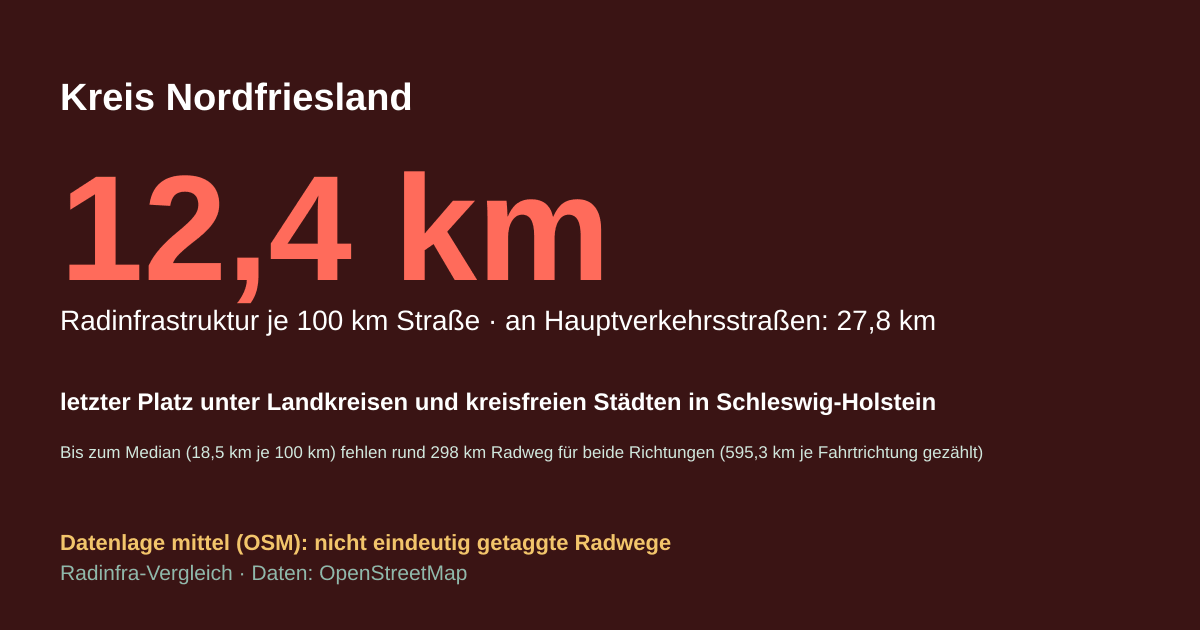 Kreis Nordfriesland
12,4 km
Radinfrastruktur je 100 km Straße · an Hauptverkehrsstraßen: 27,8 km
letzter Platz unter Landkreisen und kreisfreien Städten in Schleswig-Holstein
Bis zum Median (18,5 km je 100 km) fehlen rund 298 km Radweg für beide Richtungen (595,3 km je Fahrtrichtung gezählt)
Datenlage mittel (OSM): nicht eindeutig getaggte Radwege
Radinfra-Vergleich · Daten: OpenStreetMap